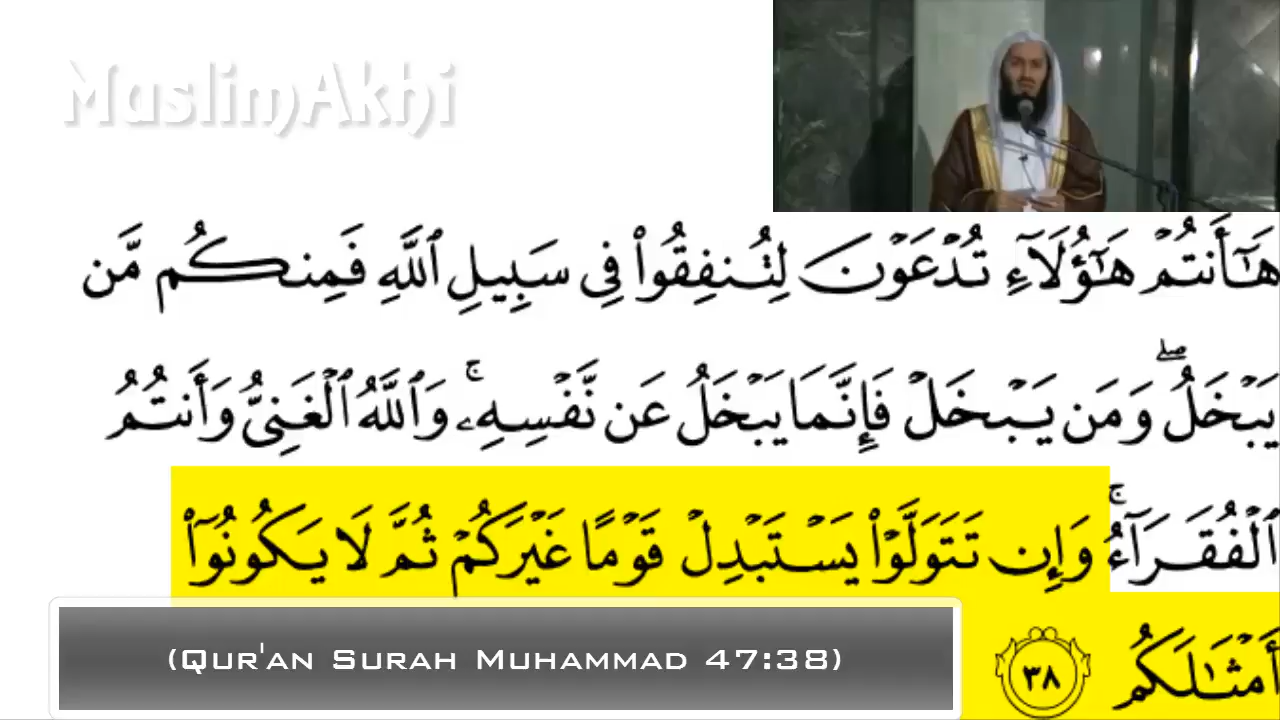 MuslimAkhi
هَـٰٓأَنتُمْ هَـٰٓؤُلَآءِ تُدْعَوْنَ لِتُنفِقُوا۟ فِى سَبِيلِ ٱللَّهِ فَمِنكُم مَّن
يَبْخَلُ ۖ وَمَن يَبْخَلْ فَإِنَّمَا يَبْخَلُ عَن نَّفْسِهِۦ ۚ وَٱللَّهُ ٱلْغَنِىُّ وَأَنتُمُ
ٱلْفُقَرَآءُ ۚ وَإِن تَتَوَلَّوْا۟ يَسْتَبْدِلْ قَوْمًا غَيْرَكُمْ ثُمَّ لَا يَكُونُوٓا۟
أَمْثَـٰلَكُم ٣٨
(Qur'an Surah Muhammad 47:38)